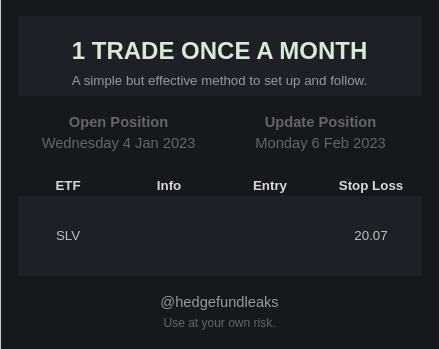 1 TRADE ONCE A MONTH
A simple but effective method to set up and follow.
Open Position Update Position
Wednesday 4 Jan 2023 Monday 6 Feb 2023
ETF Info Entry Stop Loss
SLV 20.07
@hedgefundleaks
Use at your own risk.